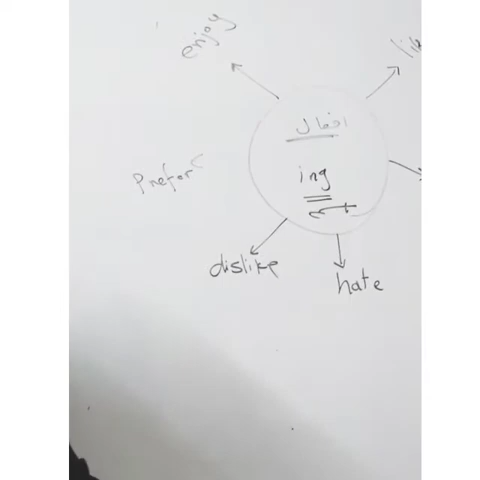 enjoy
افعال
ing
Prefer
dislike
hate